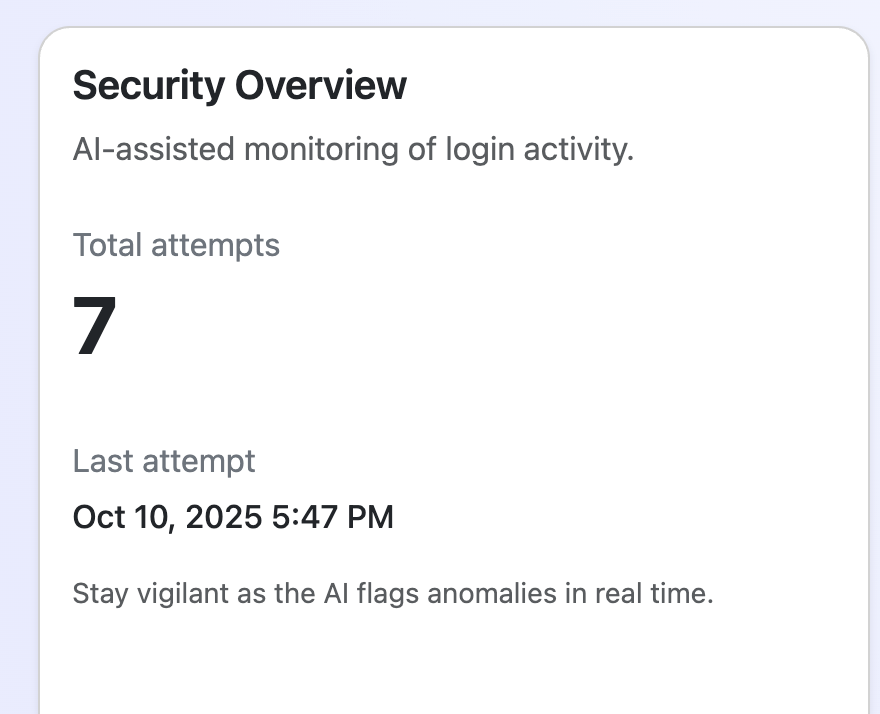 Security Overview
AI-assisted monitoring of login activity.
Total attempts
7
Last attempt
Oct 10, 2025 5:47 PM
Stay vigilant as the AI flags anomalies in real time.